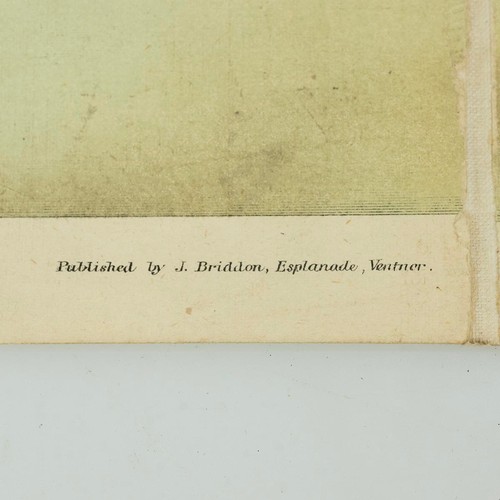 Published by J. Briddon, Esplanade, Ventnor.